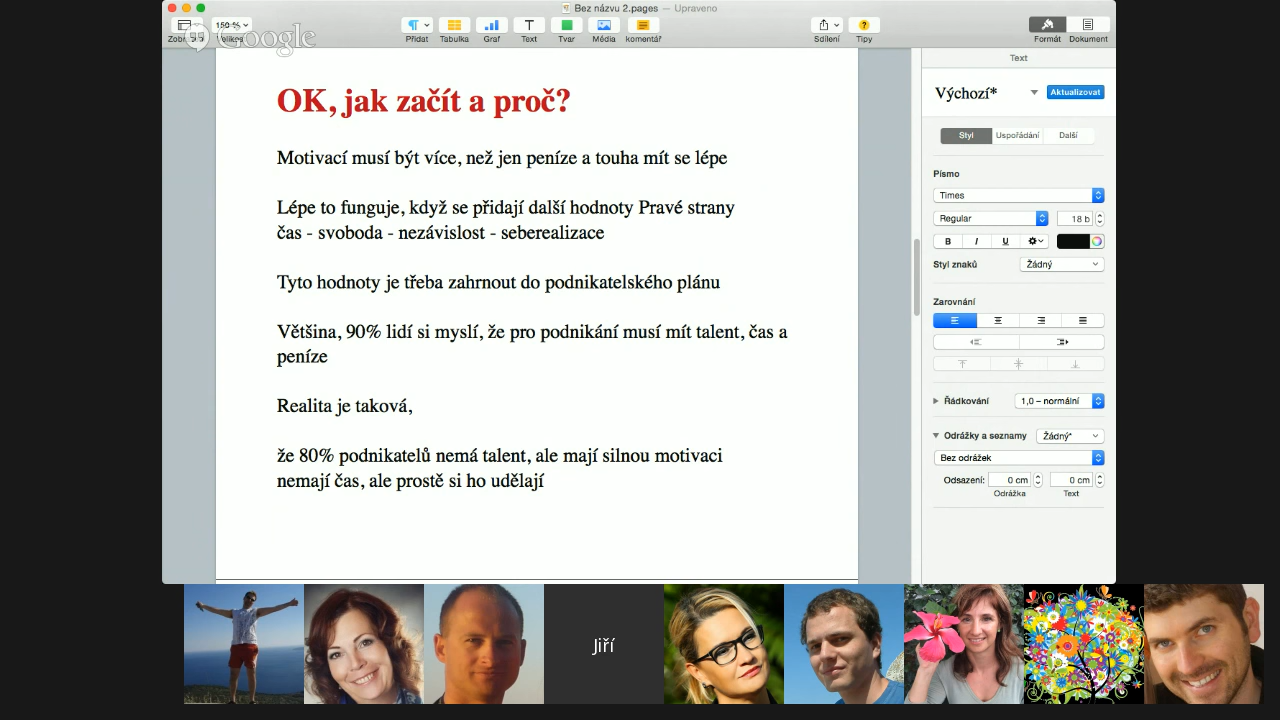 Bez názvu 2.pages — Upraveno
150 %
Google
Přidat
Tabulka
Graf
Text
Tvar
Média
komentář
Sdílení
Tipy
Formát
Dokument
OK, jak začít a proč?
Motivací musí být více, než jen peníze a touha mít se lépe
Lépe to funguje, když se přidají další hodnoty Pravé strany
čas - svoboda - nezávislost - seberealizace
Tyto hodnoty je třeba zahrnout do podnikatelského plánu
Většina, 90% lidí si myslí, že pro podnikání musí mít talent, čas a
peníze
Realita je taková,
že 80% podnikatelů nemá talent, ale mají silnou motivaci
nemají čas, ale prostě si ho udělají
Text
Výchozí*
Aktualizovat
Styl
Uspořádání
Další
Písmo
Times
Regular
18 b
B I U
Styl znaků
Žádný
Zarovnání
Řádkování
1,0 – normální
Odrážky a seznamy
Žádný*
Bez odrážek
Odsazení:
0 cm
0 cm
Odrážka
Text
Jiří